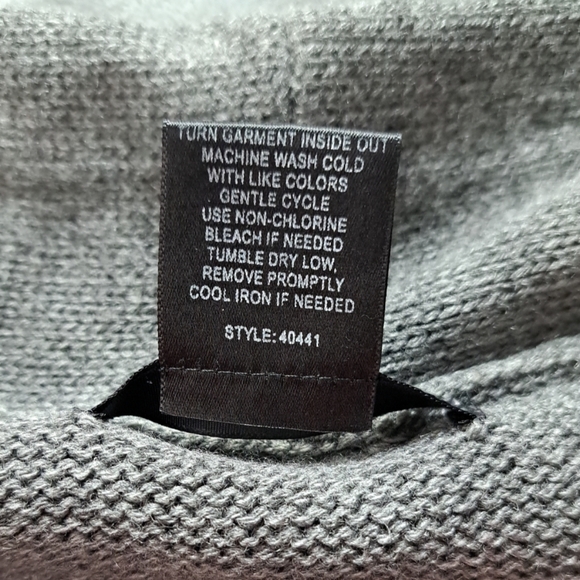 TURN GARMENT INSIDE OUT
MACHINE WASH COLD
WITH LIKE COLORS
GENTLE CYCLE
USE NON-CHLORINE
BLEACH IF NEEDED
TUMBLE DRY LOW,
REMOVE PROMPTLY
COOL IRON IF NEEDED
STYLE: 40441